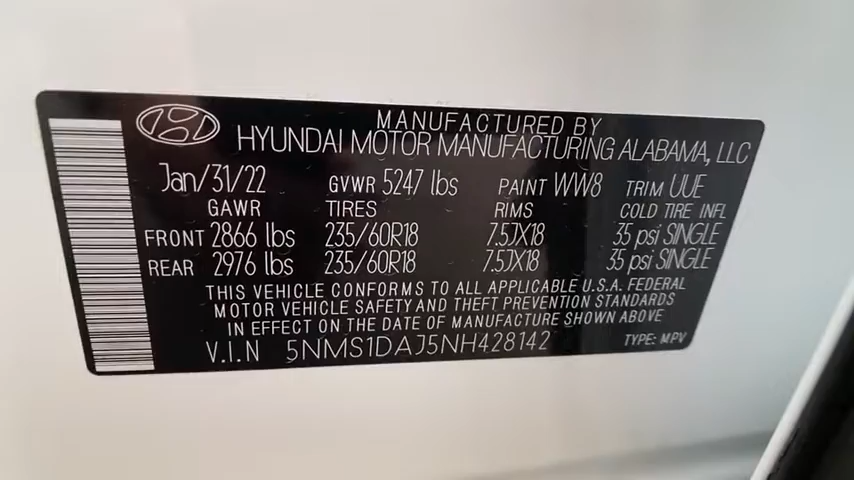 MANUFACTURED BY
HYUNDAI MOTOR MANUFACTURING ALABAMA, LLC
Jan/31/22 GVWR 5247 lbs PAINT WW8 TRIM UUE
GAWR TIRES RIMS COLD TIRE INFL
FRONT 2866 lbs 235/60R18 7.5JX18 35 psi SINGLE
REAR 2976 lbs 235/60R18 7.5JX18 35 psi SINGLE
THIS VEHICLE CONFORMS TO ALL APPLICABLE U.S.A. FEDERAL
MOTOR VEHICLE SAFETY AND THEFT PREVENTION STANDARDS
IN EFFECT ON THE DATE OF MANUFACTURE SHOWN ABOVE
V.I.N 5NMS1DAJ5NH428142 TYPE: MPV